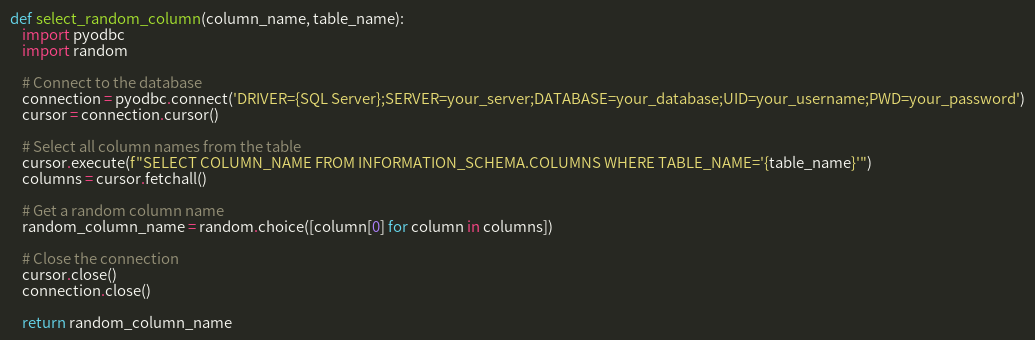 def select_random_column(column_name, table_name):
    import pyodbc
    import random

    # Connect to the database
    connection = pyodbc.connect('DRIVER={SQL Server};SERVER=your_server;DATABASE=your_database;UID=your_username;PWD=your_password')
    cursor = connection.cursor()

    # Select all column names from the table
    cursor.execute(f"SELECT COLUMN_NAME FROM INFORMATION_SCHEMA.COLUMNS WHERE TABLE_NAME='{table_name}'")
    columns = cursor.fetchall()

    # Get a random column name
    random_column_name = random.choice([column[0] for column in columns])

    # Close the connection
    cursor.close()
    connection.close()

    return random_column_name